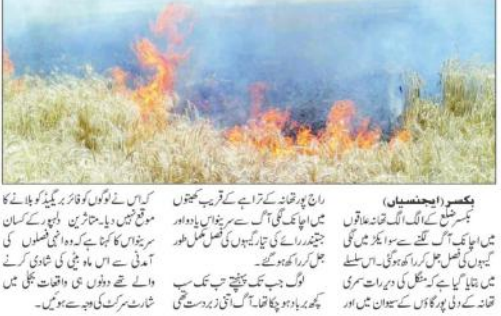 بکسر (ایجنسیاں)
بکسر ضلع کے الگ الگ تھانہ علاقوں
میں اچانک آگ لگنے سے سوا یکڑ میں لگی
گیہوں کی فصل جل کر راکھ ہوگئی۔ اس سلسلے
میں بتایا گیا ہے کہ منگل کی دیر رات سمری
تھانہ کے دلی پور گاؤں کے سیوان میں اور
راج پور تھانہ کے تراہے کے قریب کھیتوں
میں اچانک لگی آگ سے سرینواس یادو اور
جتیندر رائے کی تیار گیہوں کی فصل مکمل طور
جل کر راکھ ہو گئے۔
لوگ جب تک پہنچتے تب تک سب
کچھ برباد ہو چکا تھا۔ آگ اتنی زبردست تھی
کہ اس نے لوگوں کو فائر بریگیڈ کو بلانے کا
موقع نہیں دیا۔ متاثرین دلیپور کے کسان
سرینواس کا کہنا ہے کہ وہ انہی فصلوں کی
آمدنی سے اس ماہ بیٹی کی شادی کرنے
والے تھے دونوں ہی واقعات بجلی میں
شارٹ سرکٹ کی وجہ سے ہوئیں۔